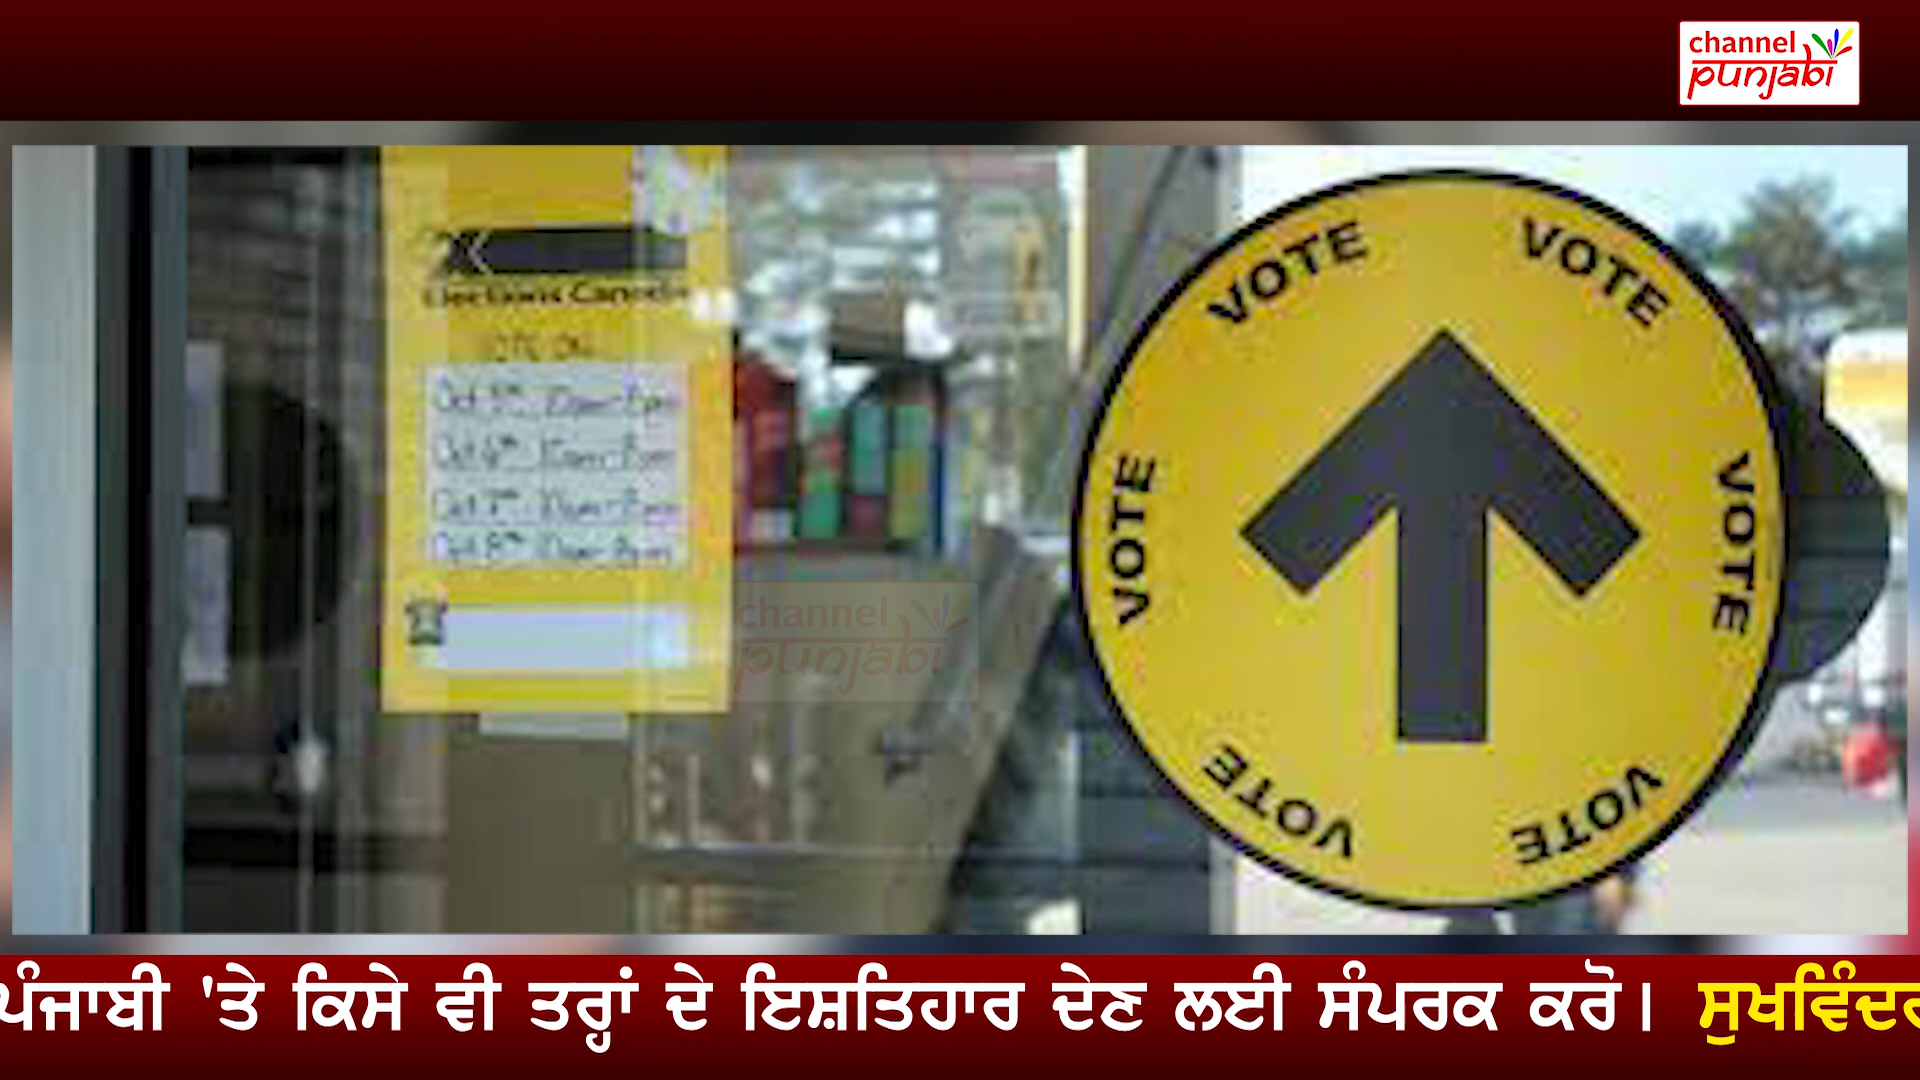 channel
punjabi
Elections Canada
VOTE
VOTE
VOTE
VOTE
VOTE
VOTE
channel
punjabi
ਪੰਜਾਬੀ 'ਤੇ ਕਿਸੇ ਵੀ ਤਰ੍ਹਾਂ ਦੇ ਇਸ਼ਤਿਹਾਰ ਦੇਣ ਲਈ ਸੰਪਰਕ ਕਰੋ। ਸੁਖਵਿੰਦਰ